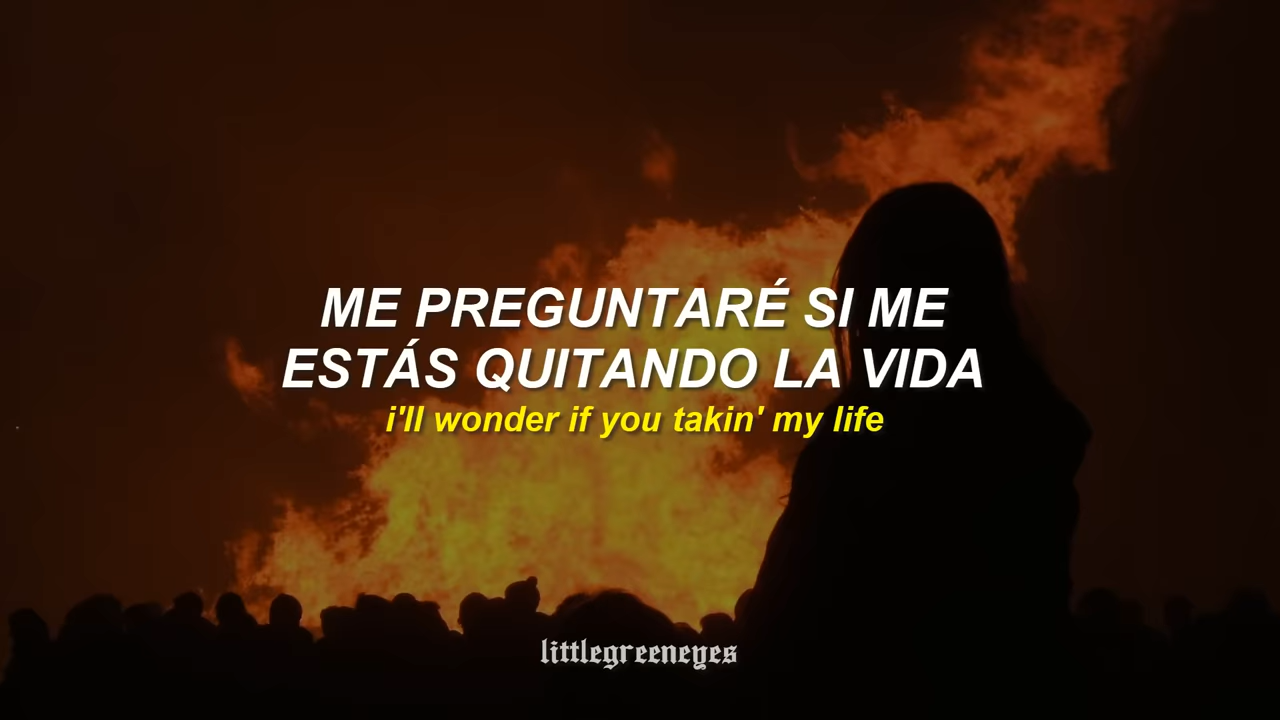 ME PREGUNTARÉ SI ME
ESTÁS QUITANDO LA VIDA
i'll wonder if you takin' my life
littlegreeneyes